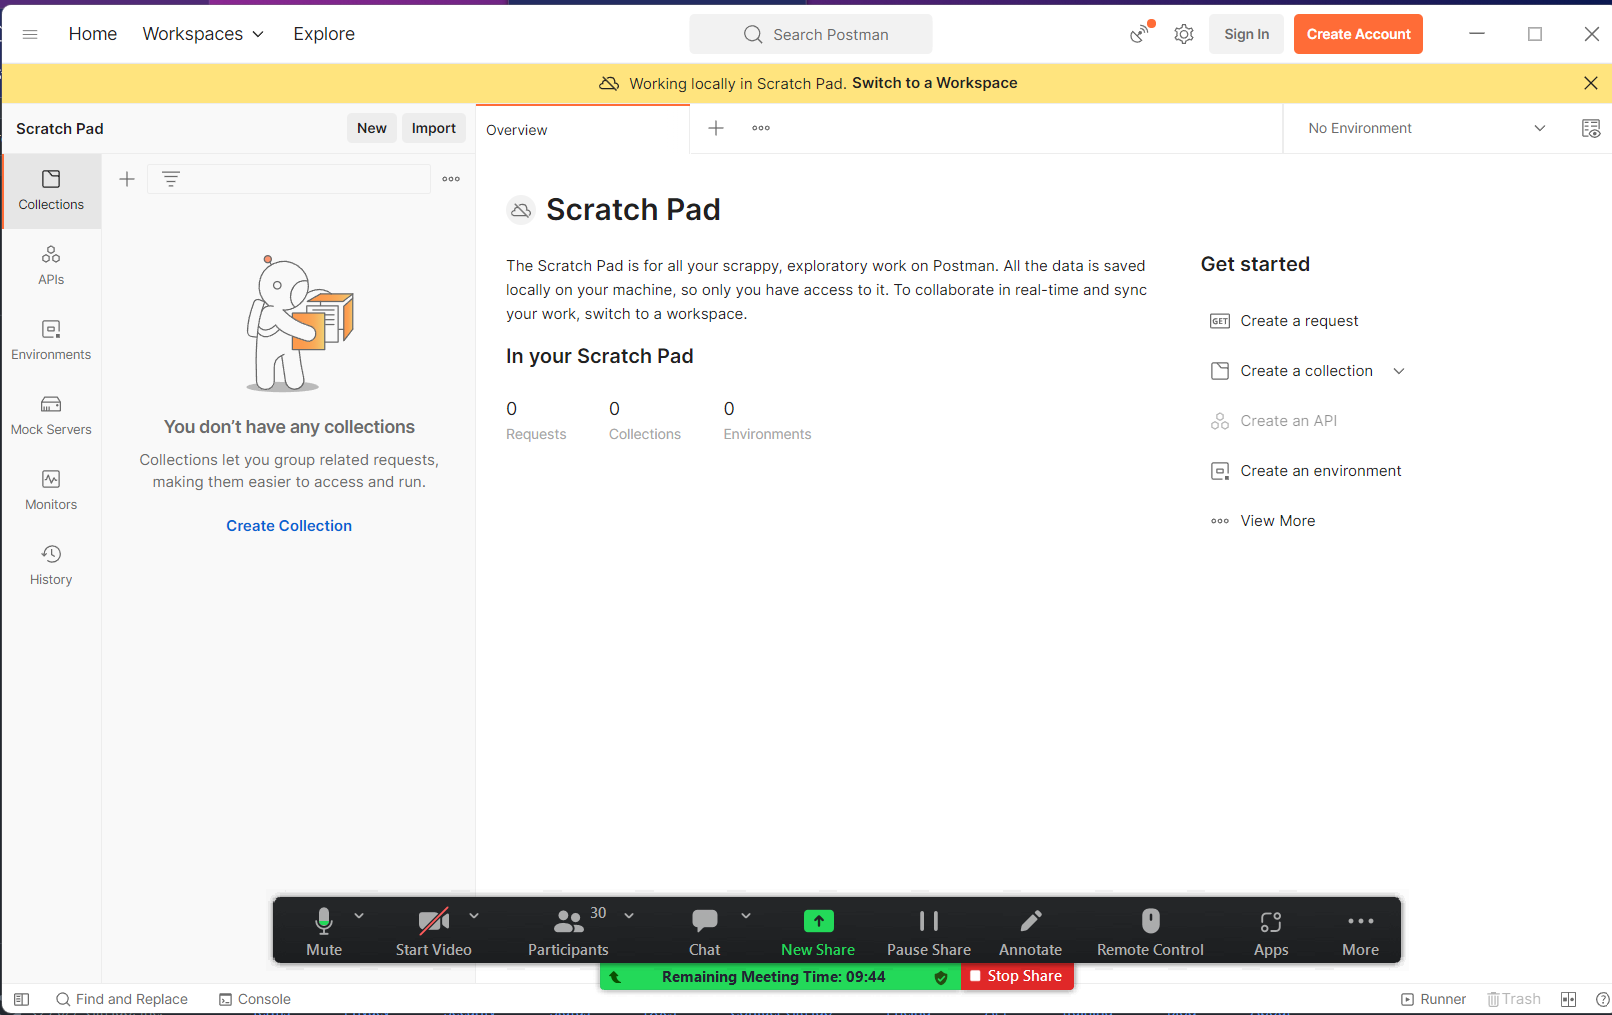 Home Workspaces Explore Search Postman Sign In Create Account
Working locally in Scratch Pad. Switch to a Workspace
Scratch Pad New Import Overview No Environment
Collections
APIs
Environments
Mock Servers
Monitors
History
You don’t have any collections
Collections let you group related requests,
making them easier to access and run.
Create Collection
Scratch Pad
The Scratch Pad is for all your scrappy, exploratory work on Postman. All the data is saved
locally on your machine, so only you have access to it. To collaborate in real-time and sync
your work, switch to a workspace.
In your Scratch Pad
0 0 0
Requests Collections Environments
Get started
GET Create a request
Create a collection
Create an API
Create an environment
View More
30
Mute Start Video Participants Chat New Share Pause Share Annotate Remote Control Apps More
Remaining Meeting Time: 09:44 Stop Share
Find and Replace Console Runner Trash